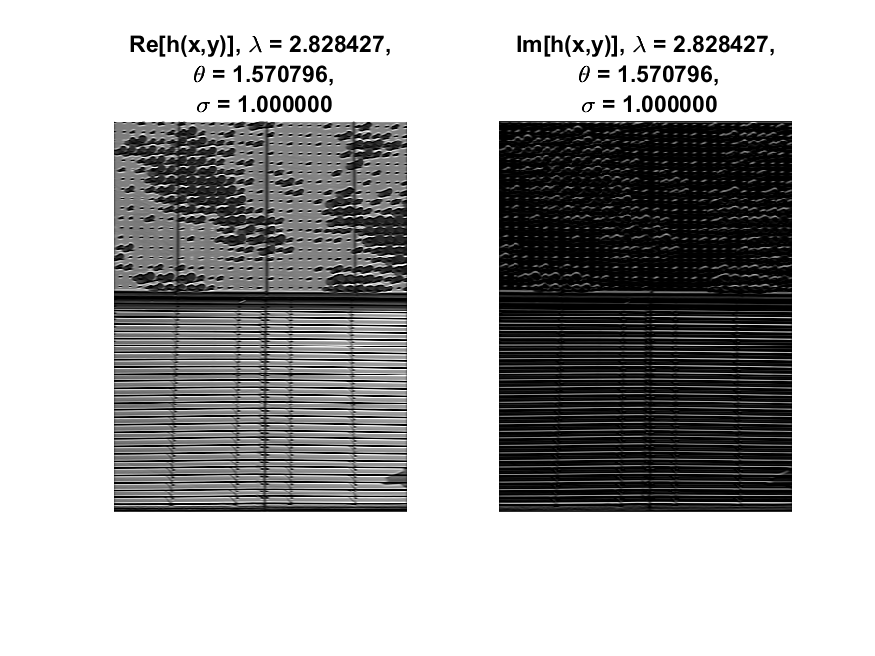 Re[h(x,y)], λ = 2.828427,
θ = 1.570796,
σ = 1.000000
Im[h(x,y)], λ = 2.828427,
θ = 1.570796,
σ = 1.000000